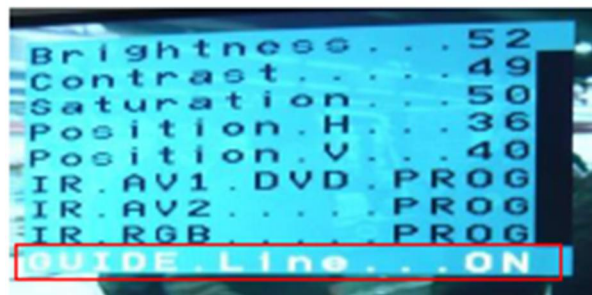 Brightness...52
Contrast.....49
Saturation...50
Position.H...36
Position.V...40
IR.AV1.DVD.PROG
IR.AV2.....PROG
IR.RGB.....PROG
GUIDE.Line...ON